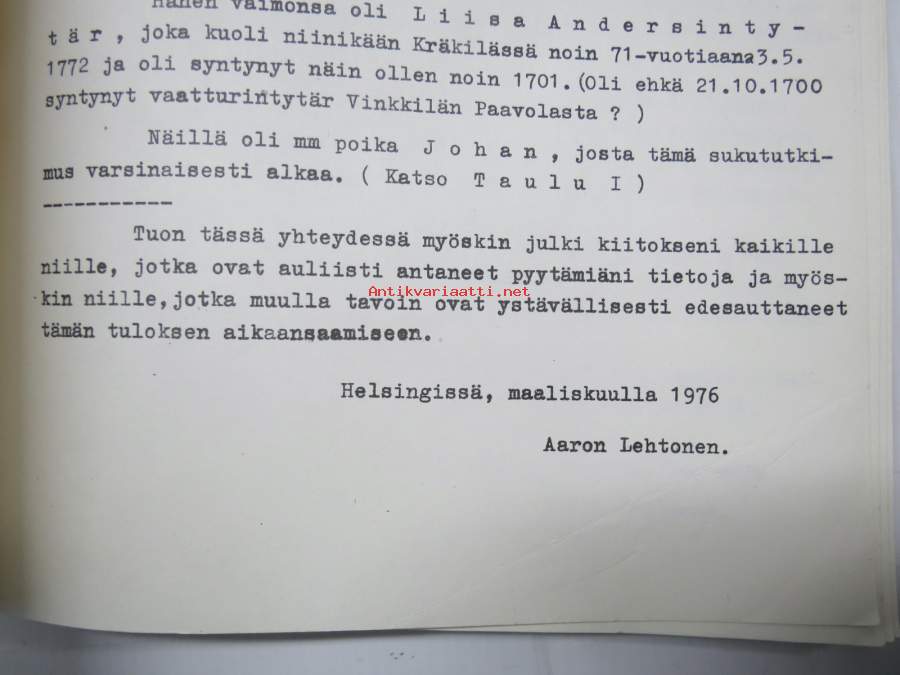 Hänen vaimonsa oli L i i s a A n d e r s i n t y -
t ä r , joka kuoli niinikään Kräkilässä noin 71-vuotiaana 3.5.
1772 ja oli syntynyt näin ollen noin 1701.(Oli ehkä 21.10.1700
syntynyt vaatturintytär Vinkkilän Paavolasta ? )
Näillä oli mm poika J o h a n , josta tämä sukututki-
mus varsinaisesti alkaa. ( Katso T a u l u I )
-----------
Tuon tässä yhteydessä myöskin julki kiitokseni kaikille
niille, jotka ovat auliisti antaneet pyytämiäni tietoja ja myös-
Antikvariaatti.net
kin niille,jotka muulla tavoin ovat ystävällisesti edesauttaneet
tämän tuloksen aikaansaamiseen.
Helsingissä, maaliskuulla 1976
Aaron Lehtonen.